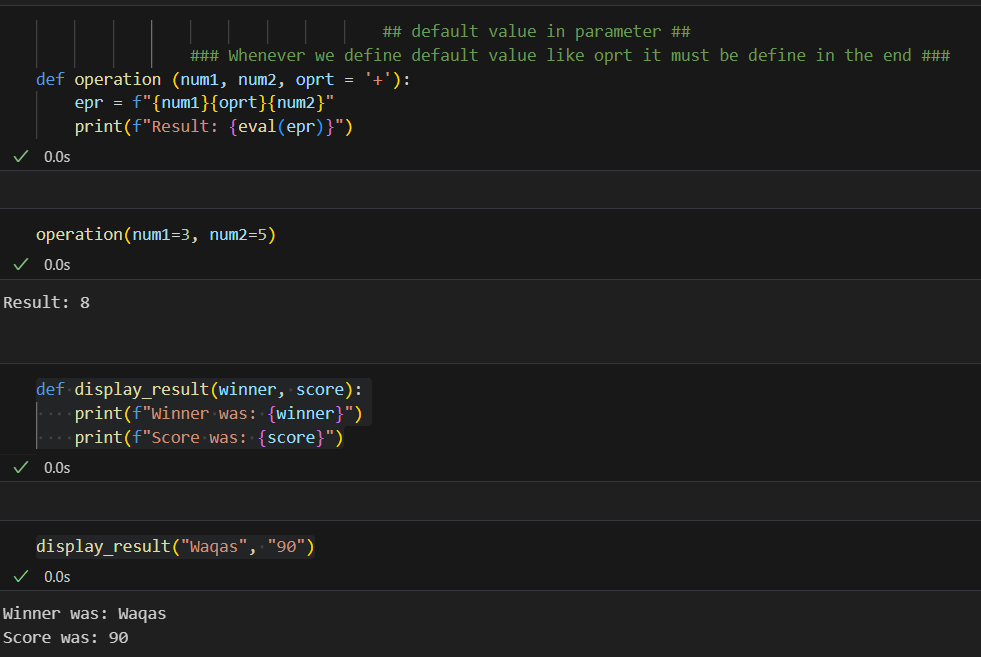 ## default value in parameter ##
### Whenever we define default value like oprt it must be define in the end ###
def operation (num1, num2, oprt = '+'):
    epr = f"{num1}{oprt}{num2}"
    print(f"Result: {eval(epr)}")
0.0s
operation(num1=3, num2=5)
0.0s
Result: 8
def display_result(winner, score):
    print(f"Winner was: {winner}")
    print(f"Score was: {score}")
0.0s
display_result("Waqas", "90")
0.0s
Winner was: Waqas
Score was: 90